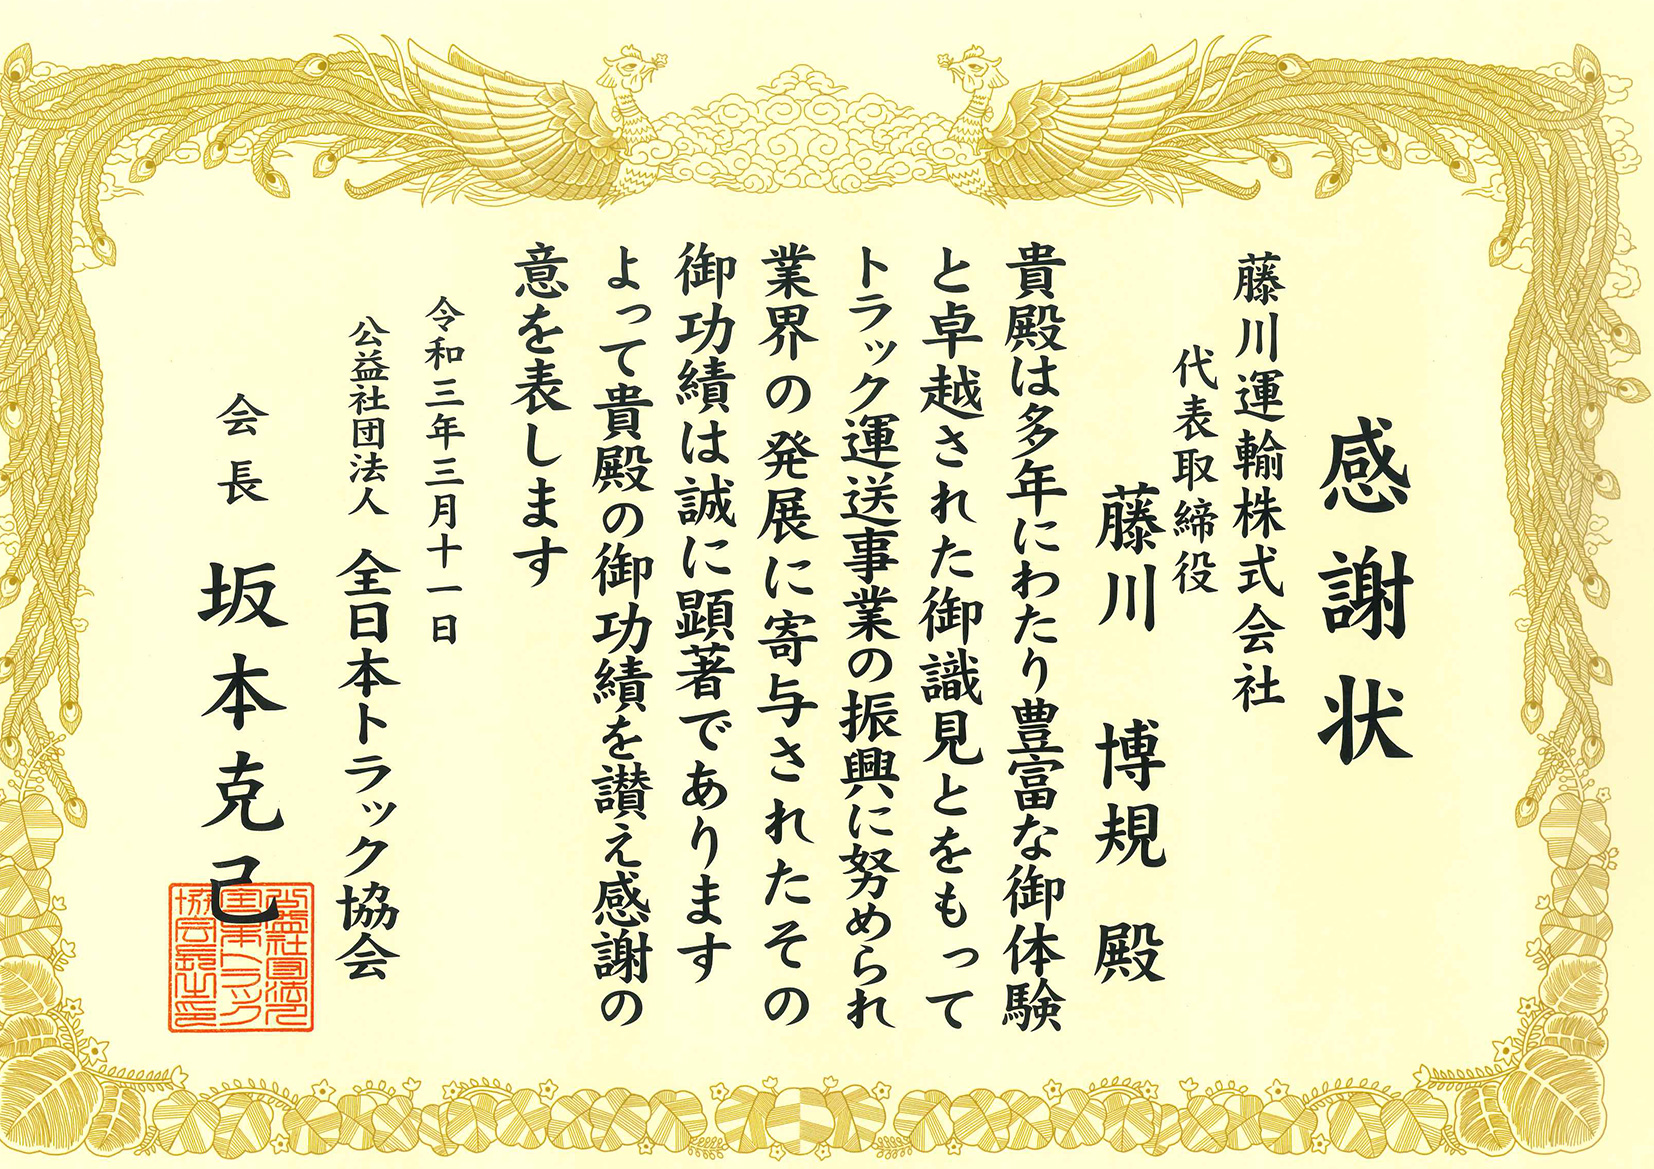 感謝状
藤川運輸株式会社
代表取締役
藤川　博規　殿
貴殿は多年にわたり豊富な御体験
と卓越された御識見とをもって
トラック運送事業の振興に努められ
業界の発展に寄与されたその
御功績は誠に顕著であります
よって貴殿の御功績を讃え感謝の
意を表します
令和三年三月十一日
公益社団法人 全日本トラック協会
会長 坂本克己
公益社団法人
全日本トラック
協会長之印